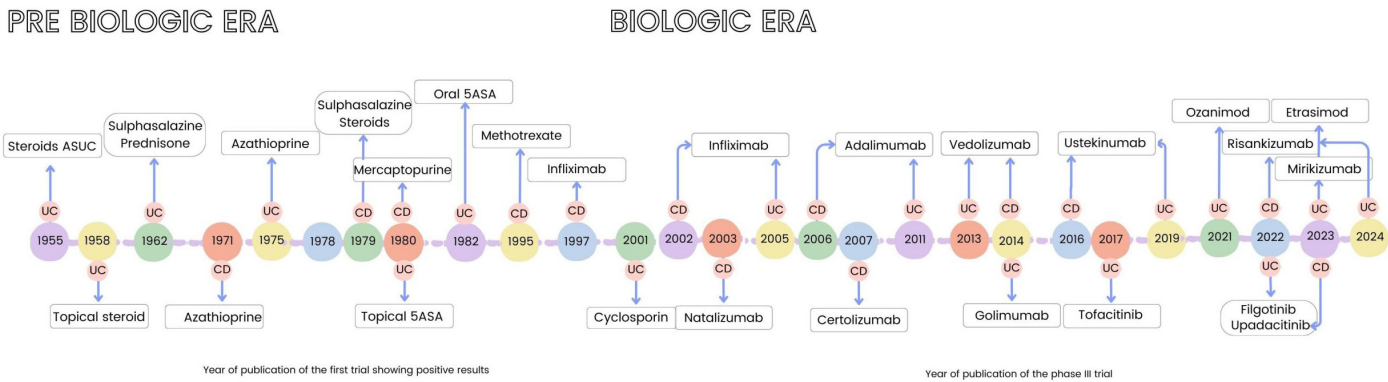 PRE BIOLOGIC ERA
BIOLOGIC ERA
Steroids ASUC
Sulphasalazine
Prednisone
Azathioprine
Sulphasalazine
Steroids
Mercaptopurine
Oral 5ASA
Methotrexate
Infliximab
Infliximab
Adalimumab
Vedolizumab
Ustekinumab
Ozanimod
Etrasimod
Risankizumab
Mirikizumab
UC
UC
UC
CD
CD
UC
CD
CD
CD
UC
CD
UC
UC
CD
CD
UC
UC
CD
UC
UC
1955
1958
1962
1971
1975
1978
1979
1980
1982
1995
1997
2001
2002
2003
2005
2006
2007
2011
2013
2014
2016
2017
2019
2021
2022
2023
2024
UC
CD
UC
UC
CD
CD
UC
UC
UC
CD
Topical steroid
Azathioprine
Topical 5ASA
Cyclosporin
Natalizumab
Certolizumab
Golimumab
Tofacitinib
Filgotinib
Upadacitinib
Year of publication of the first trial showing positive results
Year of publication of the phase III trial